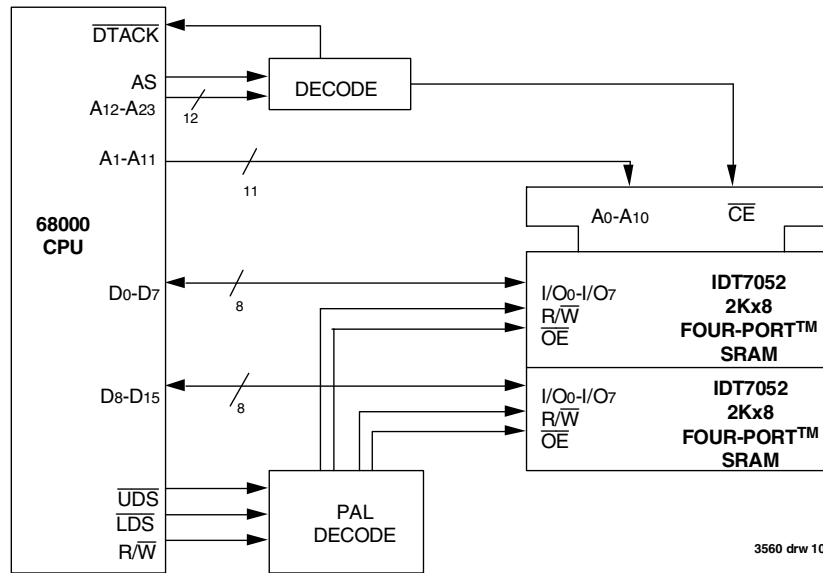 DTACK
AS
A12-A23
12
DECODE
A1-A11
11
68000
CPU
A0-A10 CE
D0-D7
8
I/O0-I/O7
R/W
OE
IDT7052
2Kx8
FOUR-PORT™
SRAM
D8-D15
8
I/O0-I/O7
R/W
OE
IDT7052
2Kx8
FOUR-PORT™
SRAM
UDS
LDS
R/W
PAL
DECODE
3560 drw 10